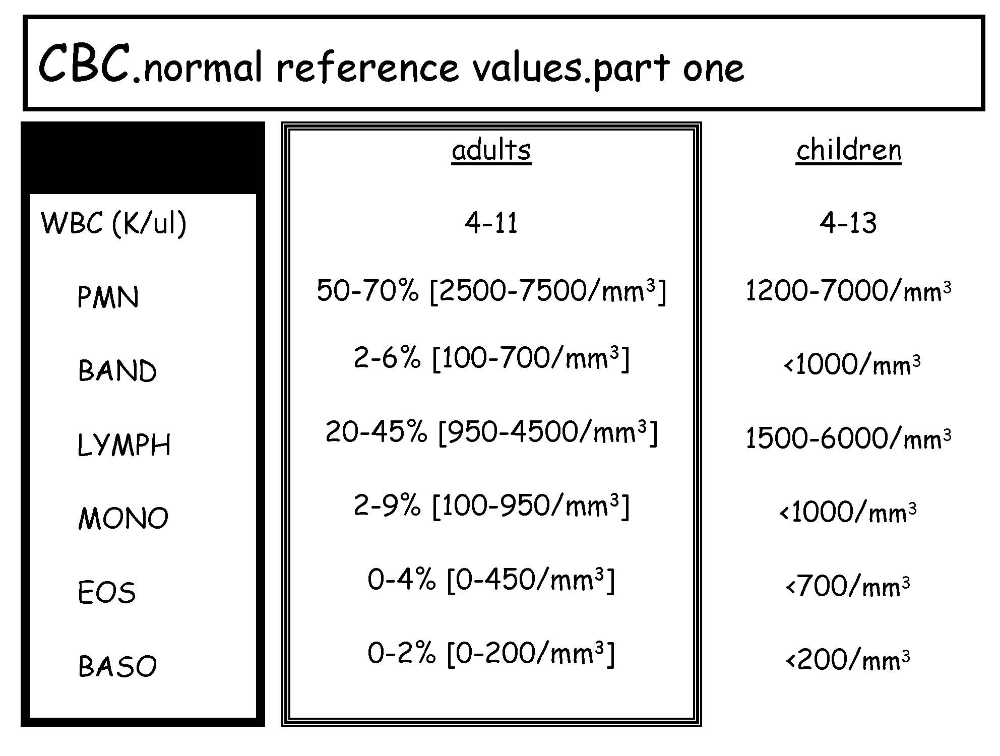 CBC.normal reference values.part one
adults children
WBC (K/ul) 4-11 4-13
PMN 50-70% [2500-7500/mm³] 1200-7000/mm³
BAND 2-6% [100-700/mm³] <1000/mm³
LYMPH 20-45% [950-4500/mm³] 1500-6000/mm³
MONO 2-9% [100-950/mm³] <1000/mm³
EOS 0-4% [0-450/mm³] <700/mm³
BASO 0-2% [0-200/mm³] <200/mm³